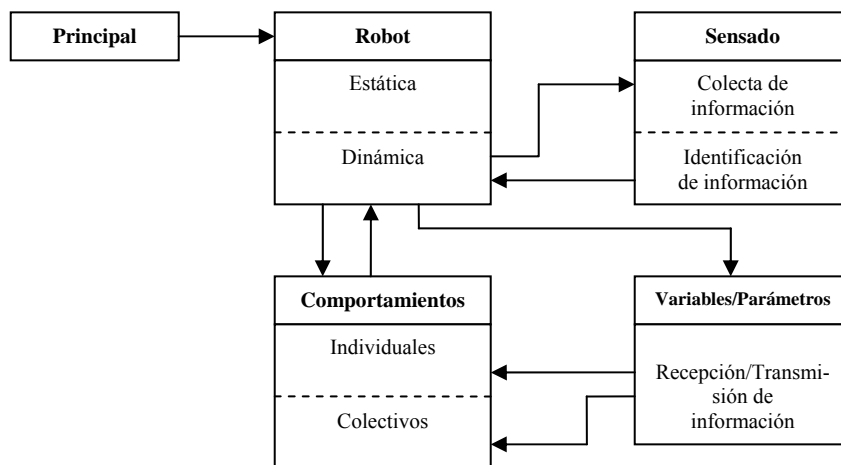 Principal
Robot
Estática
Dinámica
Sensado
Colecta de
información
Identificación
de información
Comportamientos
Individuales
Colectivos
Variables/Parámetros
Recepción/Transmi-
sión de
información